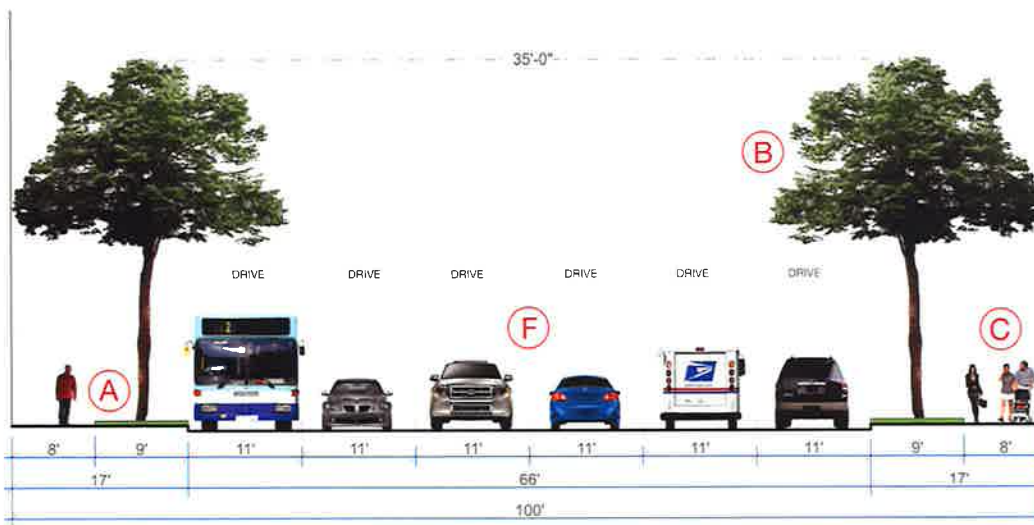 35'-0"
B
DRIVE DRIVE DRIVE DRIVE DRIVE DRIVE
F C
A
8' 9' 11' 11' 11' 11' 11' 11' 9' 8'
17' 66' 17'
100'